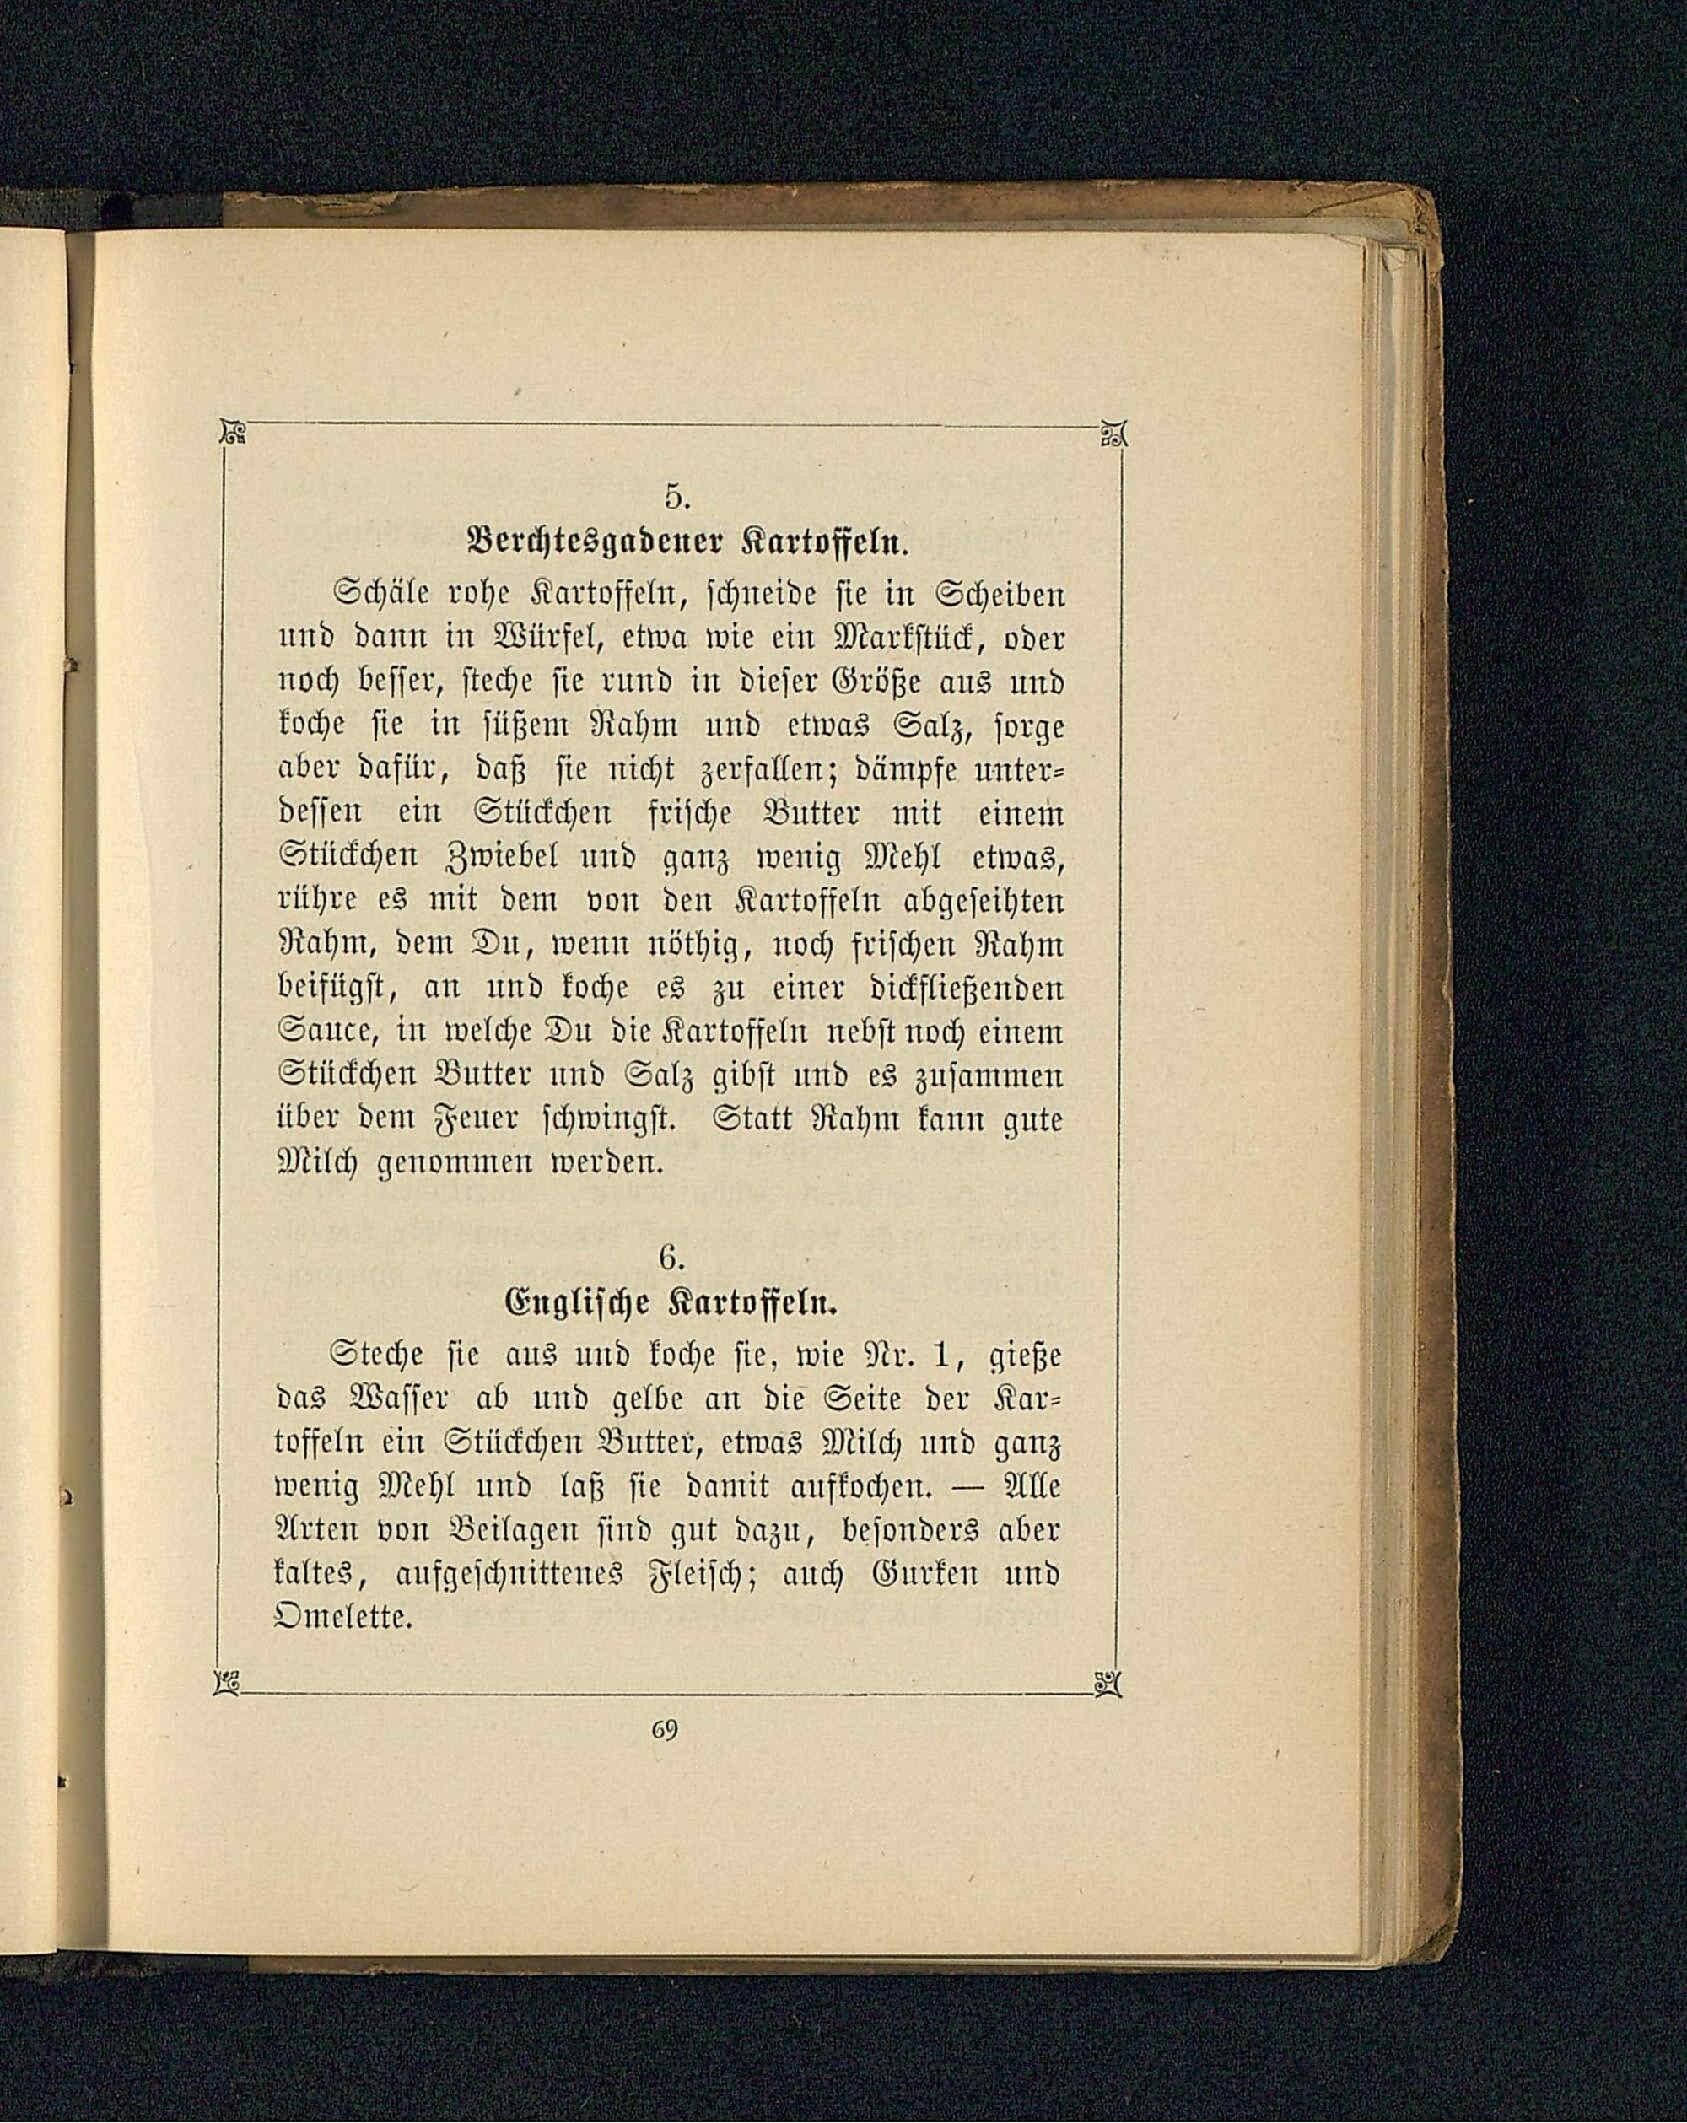 5.
Berchtesgadener Kartoffeln.
Schäle rohe Kartoffeln, schneide sie in Scheiben
und dann in Würfel, etwa wie ein Markstück, oder
noch besser, steche sie rund in dieser Größe aus und
koche sie in süßem Rahm und etwas Salz, sorge
aber dafür, daß sie nicht zerfallen; dämpfe unter-
dessen ein Stückchen frische Butter mit einem
Stückchen Zwiebel und ganz wenig Mehl etwas,
rühre es mit dem von den Kartoffeln abgeseihten
Rahm, dem Du, wenn nöthig, noch frischen Rahm
beifügst, an und koche es zu einer dickfließenden
Sauce, in welche Du die Kartoffeln nebst noch einem
Stückchen Butter und Salz gibst und es zusammen
über dem Feuer schwingst. Statt Rahm kann gute
Milch genommen werden.
6.
Englische Kartoffeln.
Steche sie aus und koche sie, wie Nr. 1, gieße
das Wasser ab und gelbe an die Seite der Kar-
toffeln ein Stückchen Butter, etwas Milch und ganz
wenig Mehl und laß sie damit aufkochen. — Alle
Arten von Beilagen sind gut dazu, besonders aber
kaltes, aufgeschnittenes Fleisch; auch Gurken und
Omelette.
69